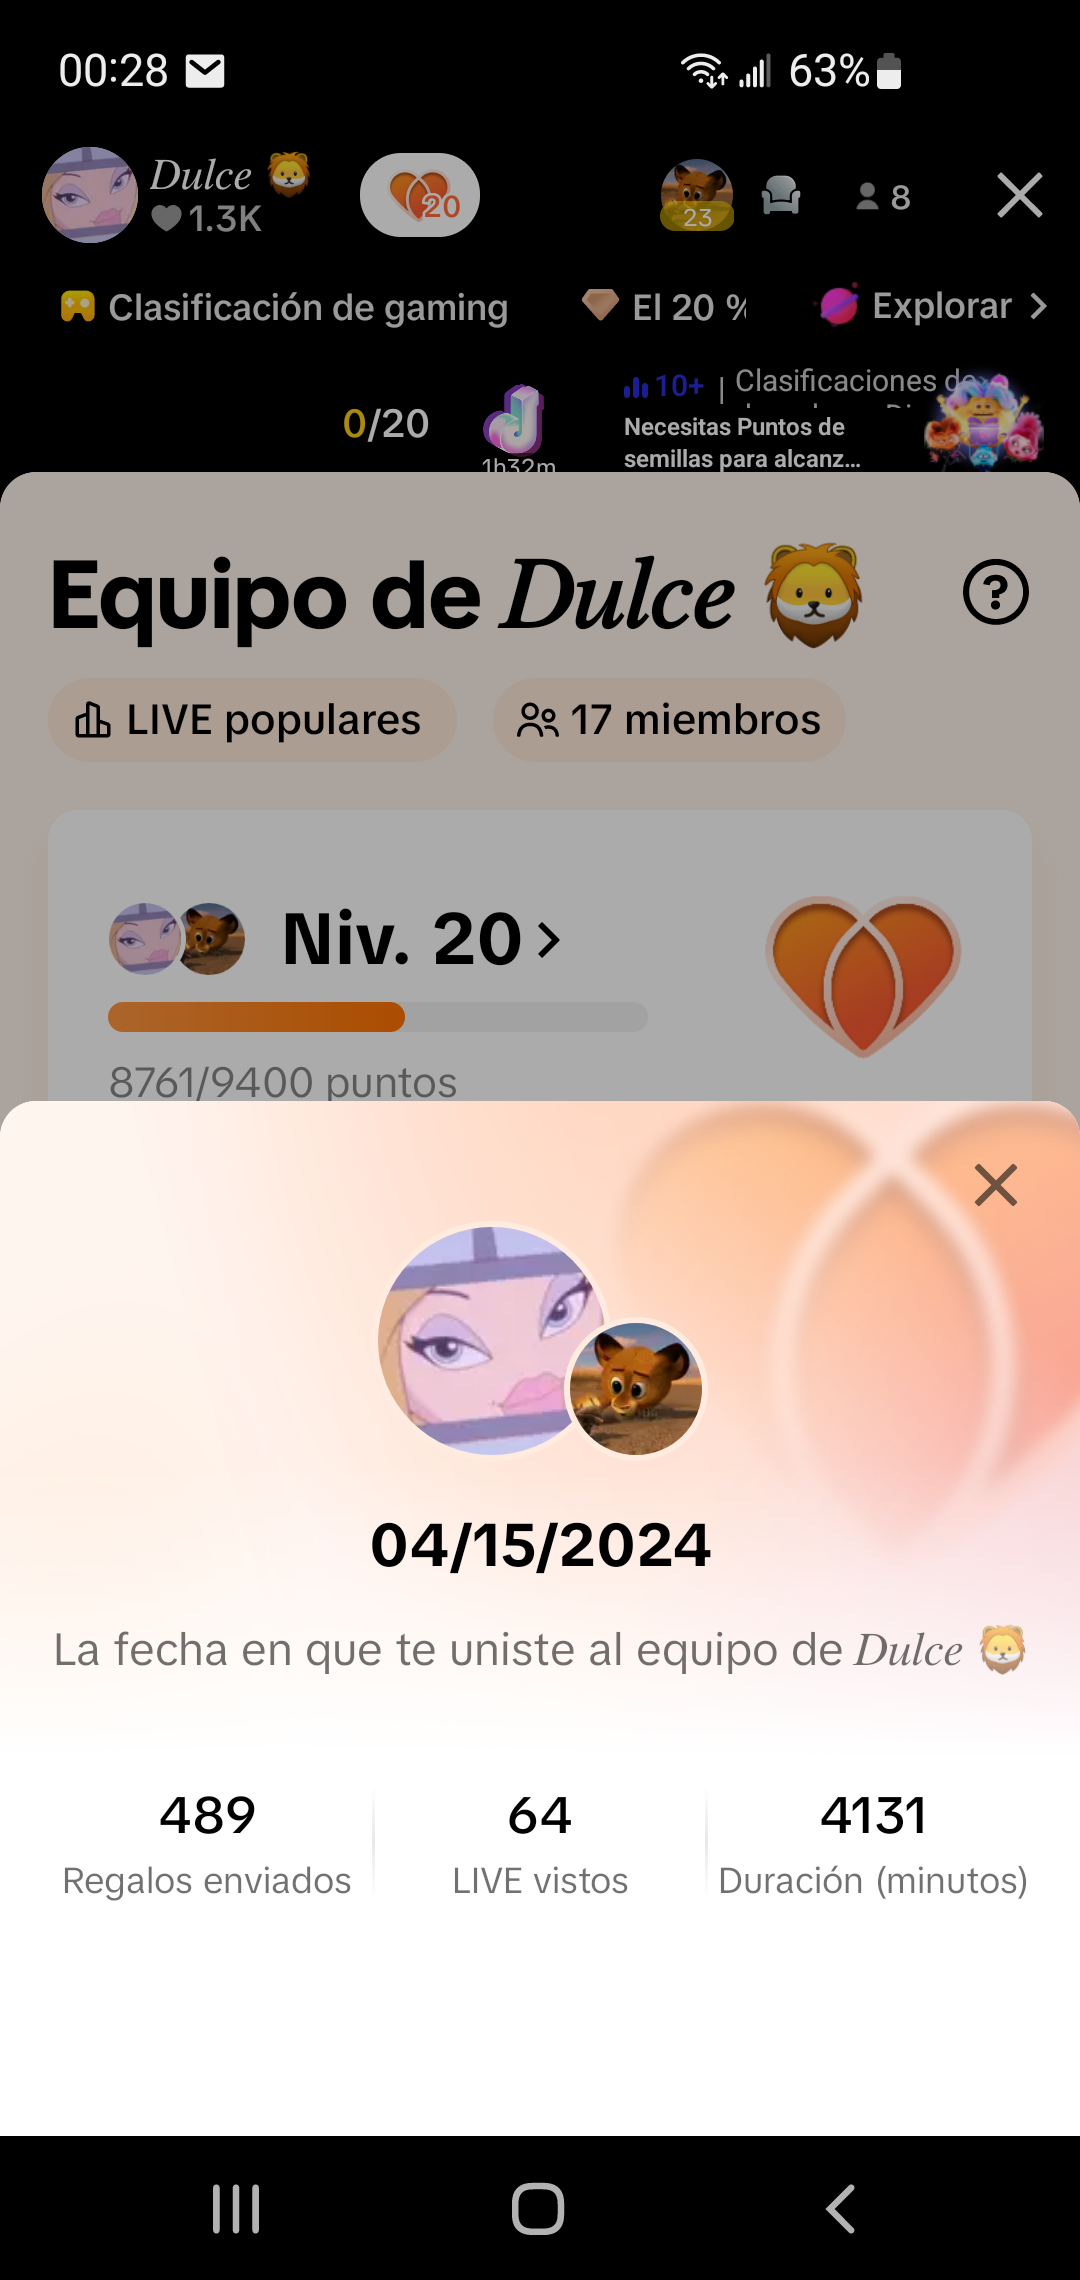 00:28
63%
Dulce 🦁
1.3K
20
23
8
Clasificación de gaming
El 20 %
Explorar
0/20
1h32m
10+
Clasificaciones de
Necesitas Puntos de
semillas para alcanz...
Equipo de Dulce 🦁
LIVE populares
17 miembros
Niv. 20
8761/9400 puntos
04/15/2024
La fecha en que te uniste al equipo de Dulce 🦁
489
64
4131
Regalos enviados
LIVE vistos
Duración (minutos)